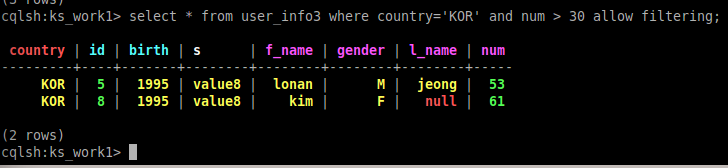 cqlsh:ks_work1> select * from user_info3 where country='KOR' and num > 30 allow filtering;
 country | id | birth | s      | f_name | gender | l_name | num
---------+----+-------+--------+--------+--------+--------+-----
     KOR |  5 |  1995 | value8 |  lonan |      M |  jeong |  53
     KOR |  8 |  1995 | value8 |    kim |      F |   null |  61
(2 rows)
cqlsh:ks_work1>